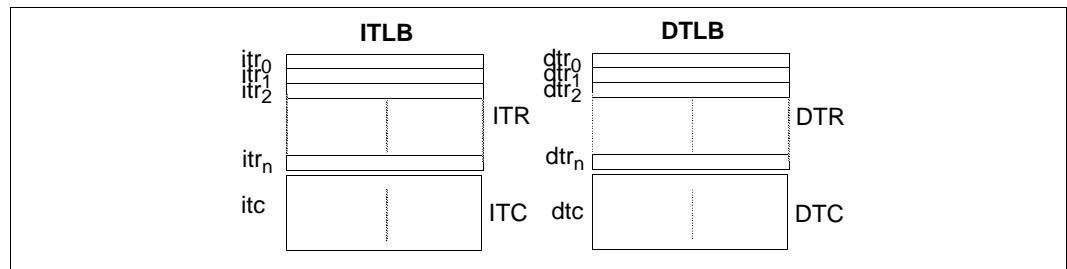 ITLB
itr0
itr1
itr2
ITR
itrn
itc
ITC
DTLB
dtr0
dtr1
dtr2
DTR
dtrn
dtc
DTC